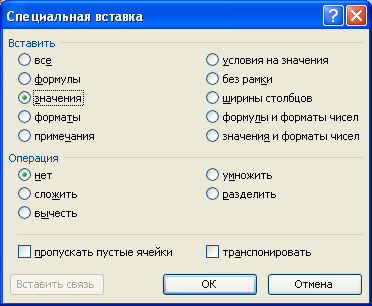 Специальная вставка
Вставить
все
условия на значения
формулы
без рамки
значения
ширины столбцов
форматы
формулы и форматы чисел
примечания
значения и форматы чисел
Операция
нет
умножить
сложить
разделить
вычесть
пропускать пустые ячейки
транспонировать
Вставить связь
ОК
Отмена